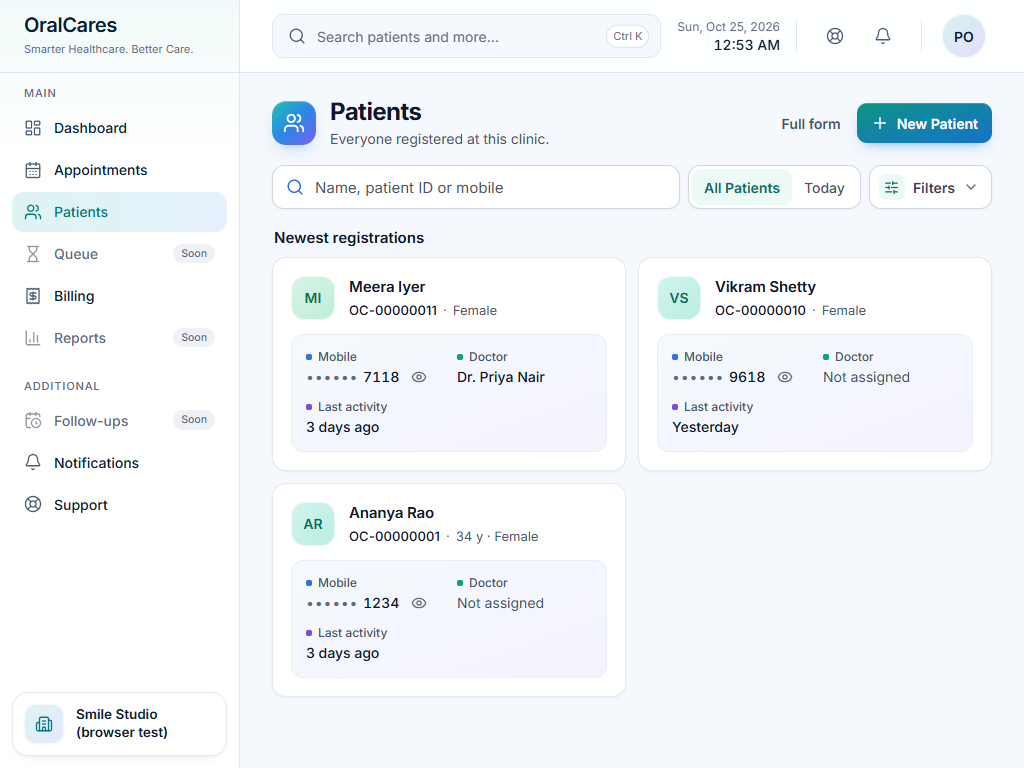 OralCares
Smarter Healthcare. Better Care.
MAIN
Dashboard
Appointments
Patients
Queue Soon
Billing
Reports Soon
ADDITIONAL
Follow-ups Soon
Notifications
Support
Smile Studio
(browser test)
Search patients and more... Ctrl K
Sun, Oct 25, 2026
12:53 AM
PO
Patients
Everyone registered at this clinic.
Full form
New Patient
Name, patient ID or mobile
All Patients Today
Filters
Newest registrations
MI
Meera Iyer
OC-00000011 · Female
Mobile Doctor
•••••• 7118 Dr. Priya Nair
Last activity
3 days ago
VS
Vikram Shetty
OC-00000010 · Female
Mobile Doctor
•••••• 9618 Not assigned
Last activity
Yesterday
AR
Ananya Rao
OC-00000001 · 34 y · Female
Mobile Doctor
•••••• 1234 Not assigned
Last activity
3 days ago